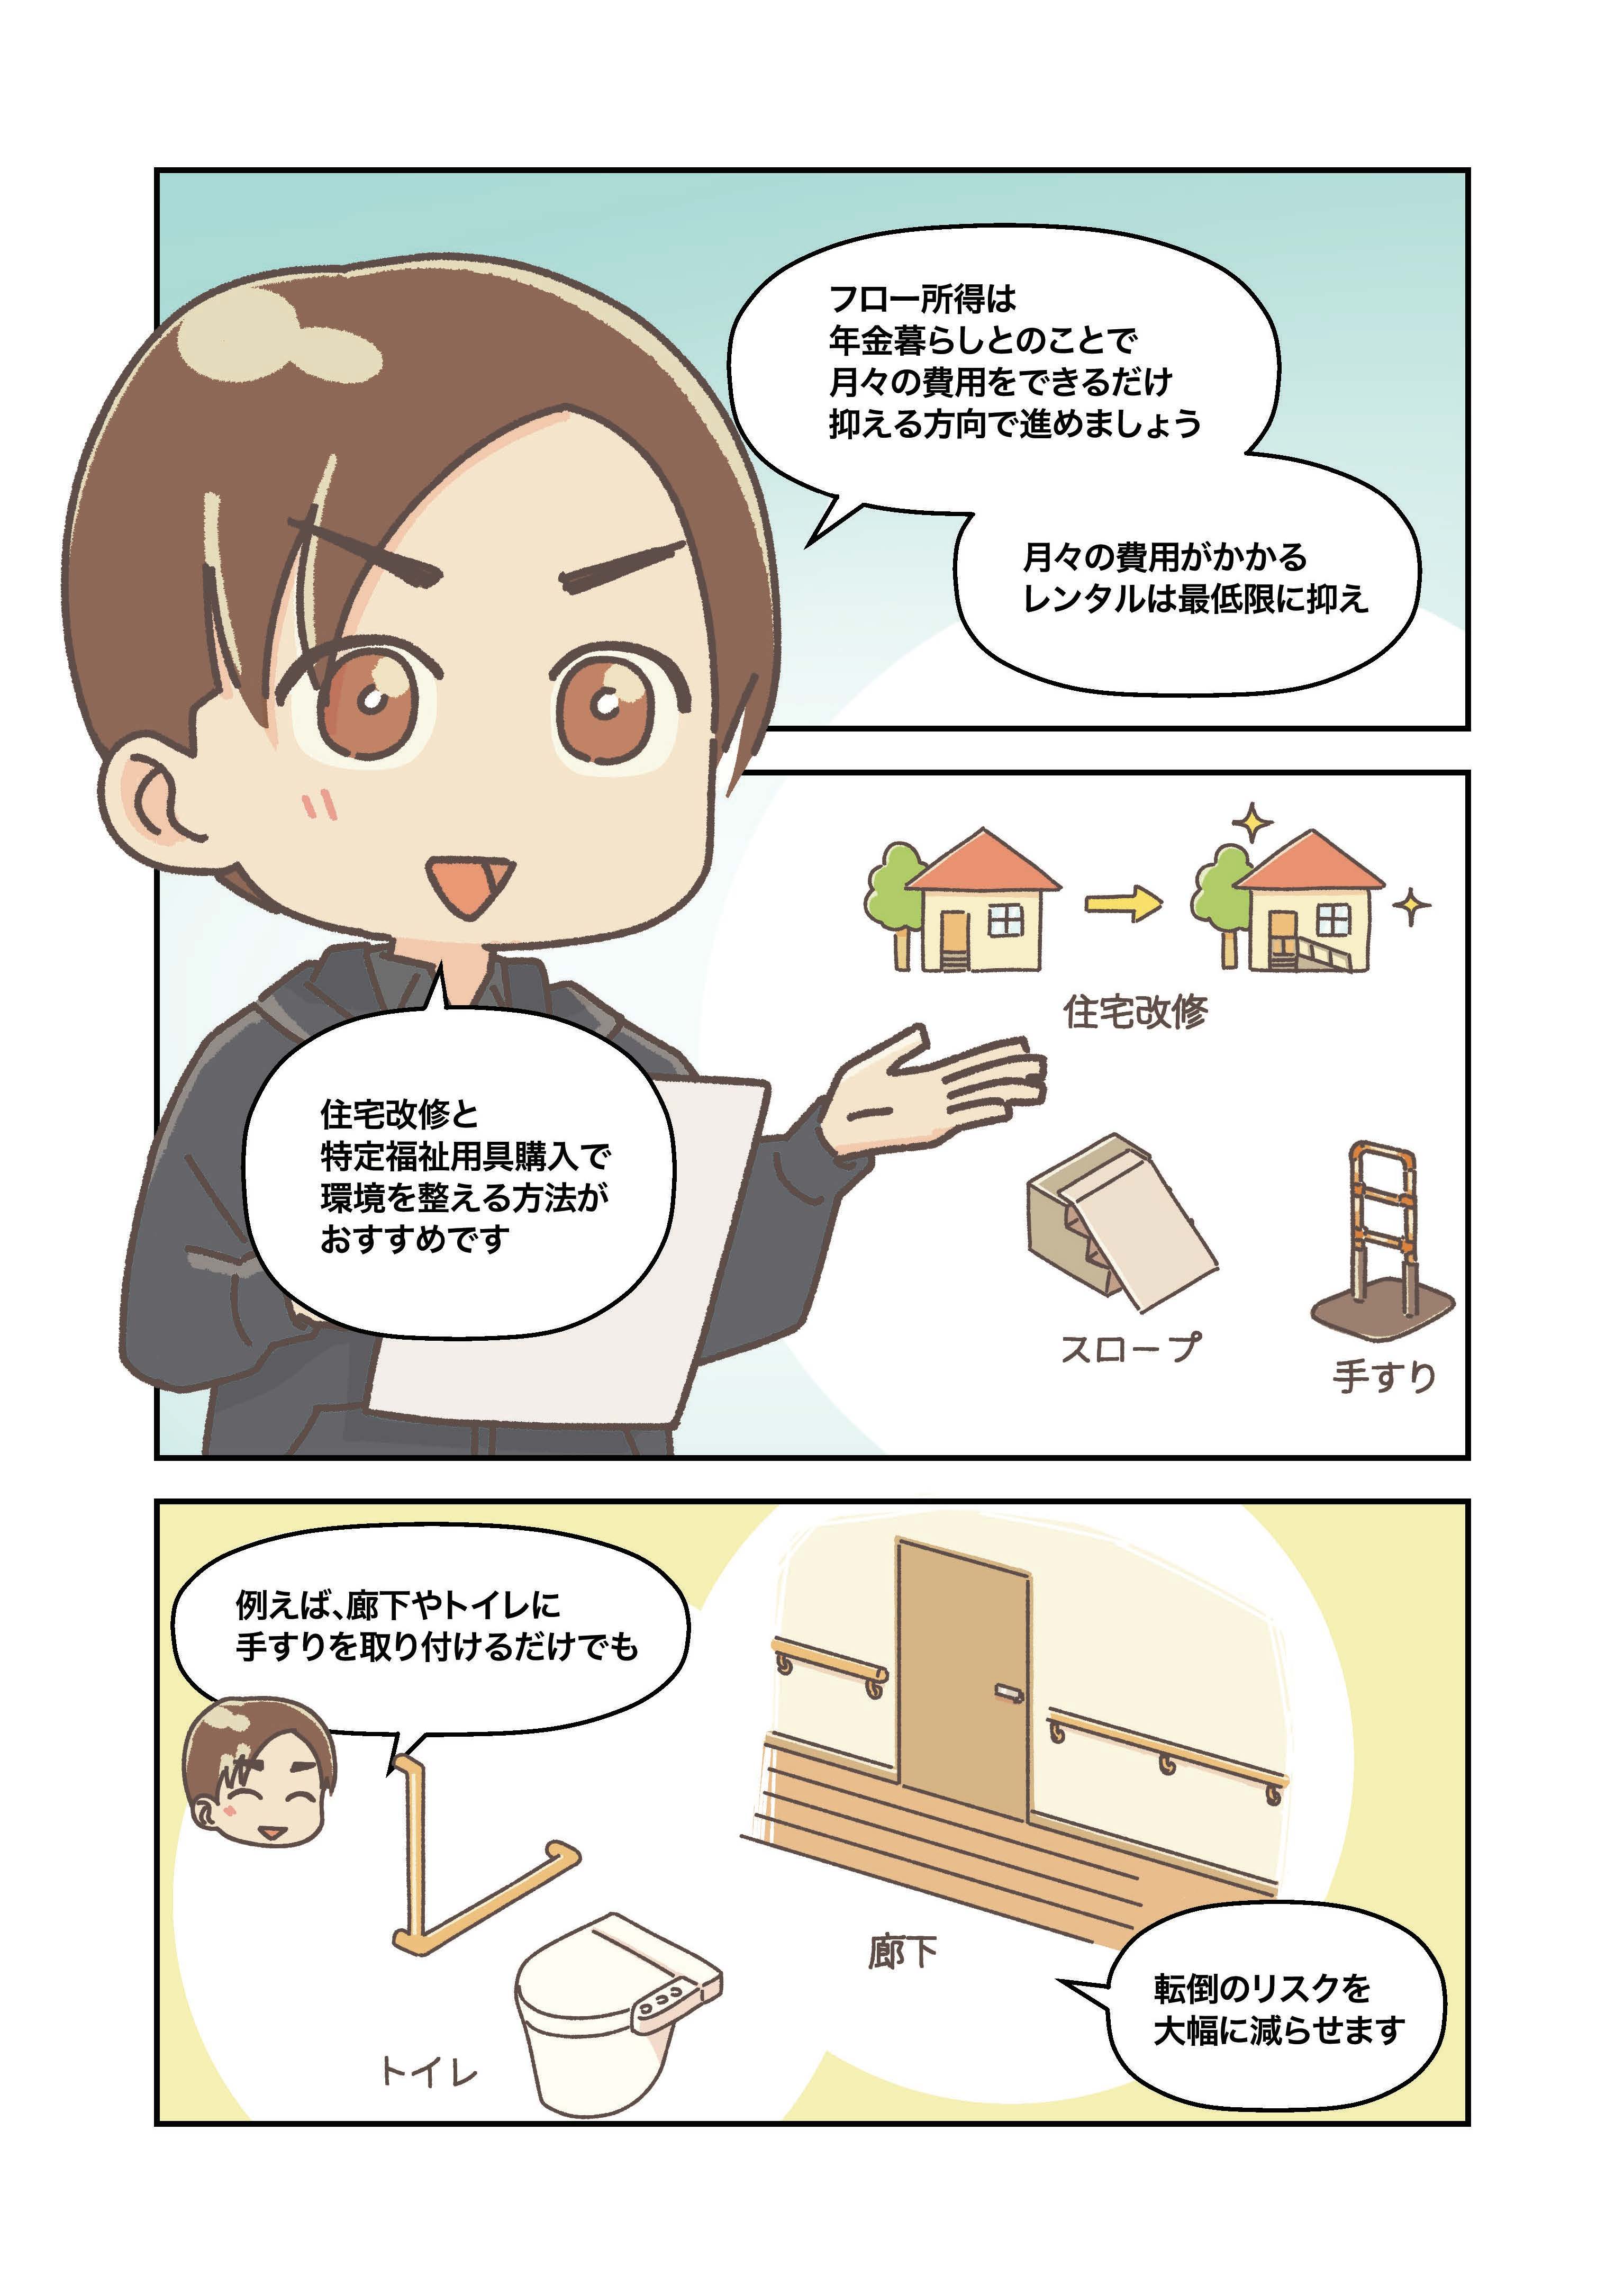 フロー所得は
年金暮らしとのことで
月々の費用をできるだけ
抑える方向で進めましょう
月々の費用がかかる
レンタルは最低限に抑え
住宅改修
住宅改修と
特定福祉用具購入で
環境を整える方法が
おすすめです
スロープ
手すり
例えば、廊下やトイレに
手すりを取り付けるだけでも
廊下
トイレ
転倒のリスクを
大幅に減らせます